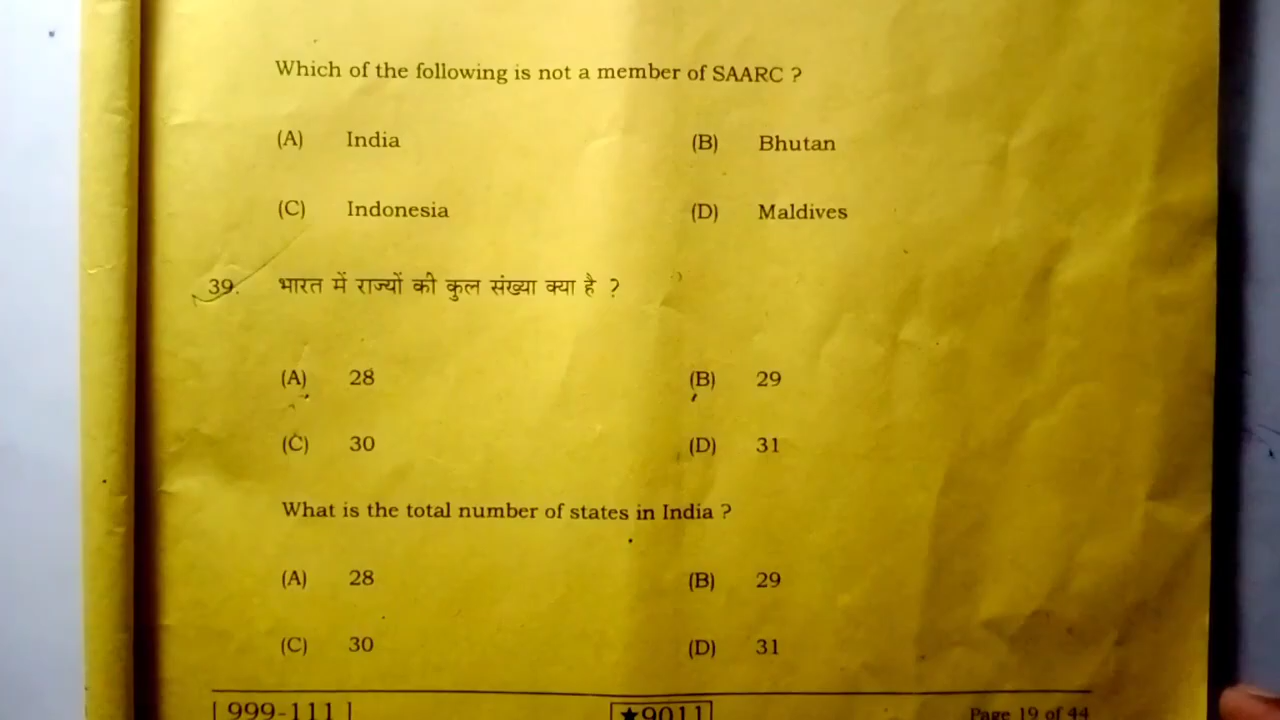 Which of the following is not a member of SAARC ?
(A) India (B) Bhutan
(C) Indonesia (D) Maldives
39. भारत में राज्यों की कुल संख्या क्या है ?
(A) 28 (B) 29
(C) 30 (D) 31
What is the total number of states in India ?
(A) 28 (B) 29
(C) 30 (D) 31
999-111 ★9011 Page 19 of 44